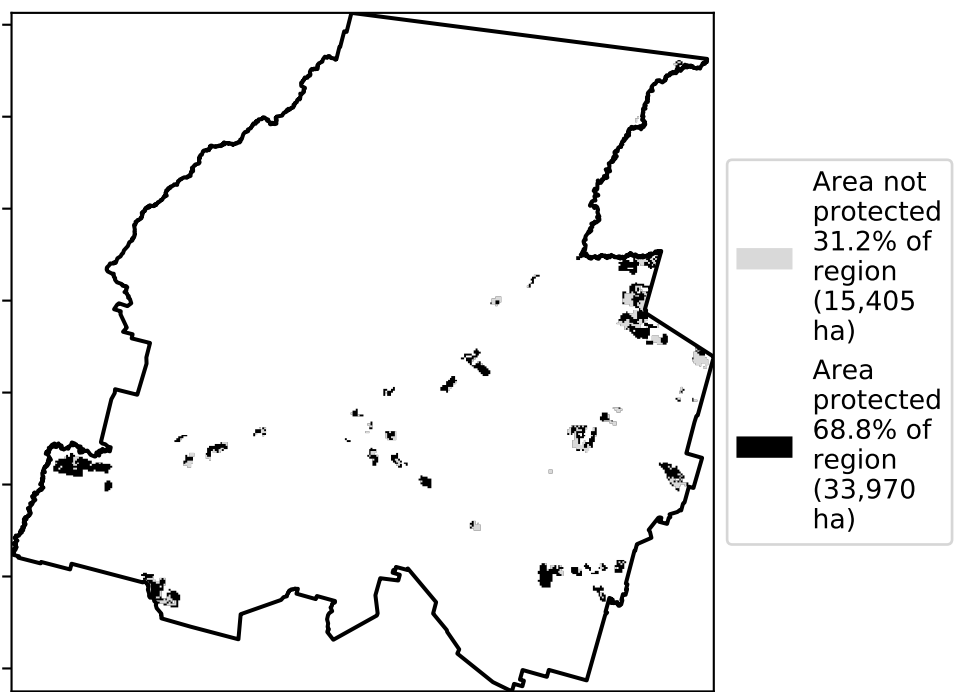 Area not
protected
31.2% of
region
(15,405
ha)
Area
protected
68.8% of
region
(33,970
ha)